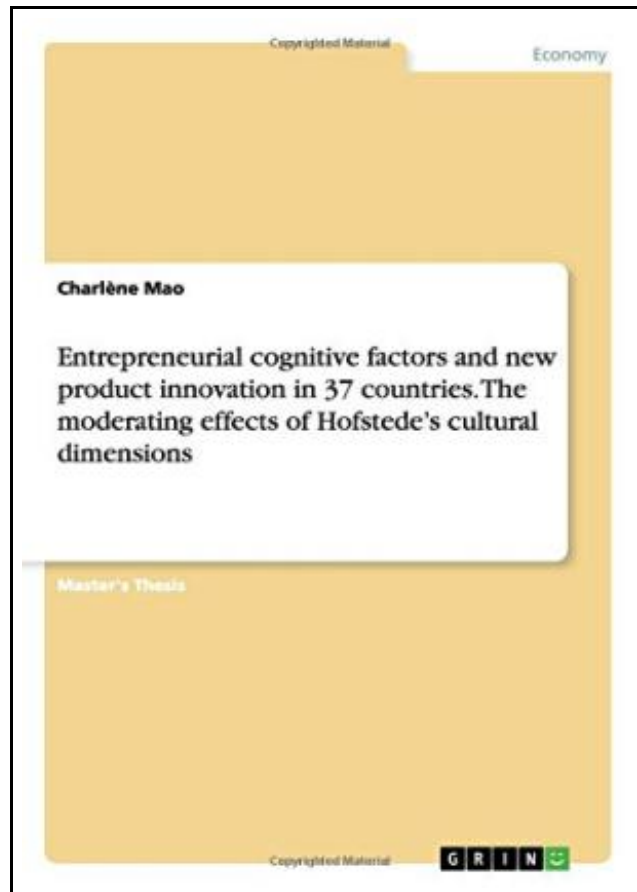 Copyrighted Material
Economy
Charlène Mao
Entrepreneurial cognitive factors and new
product innovation in 37 countries. The
moderating effects of Hofstede's cultural
dimensions
Master's Thesis
Copyrighted Material
GRIN